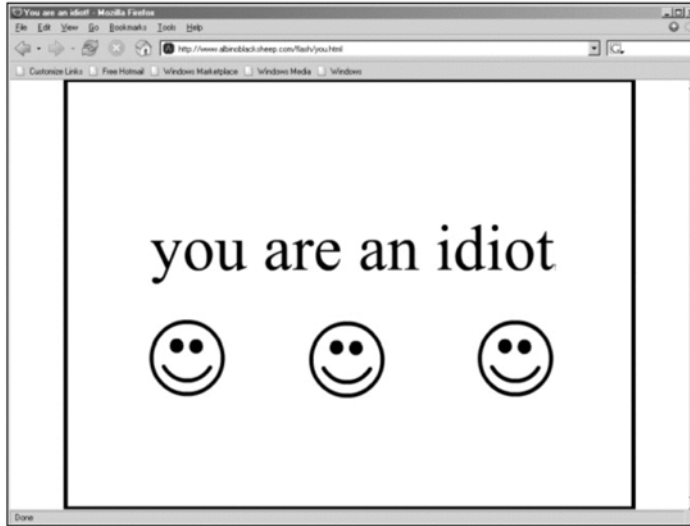 You are an idiot! - Mozilla Firefox
File Edit View Go Bookmarks Tools Help
http://www.albinoblacksheep.com/flash/you.html
Customize Links Free Hotmail Windows Marketplace Windows Media Windows
you are an idiot
Done